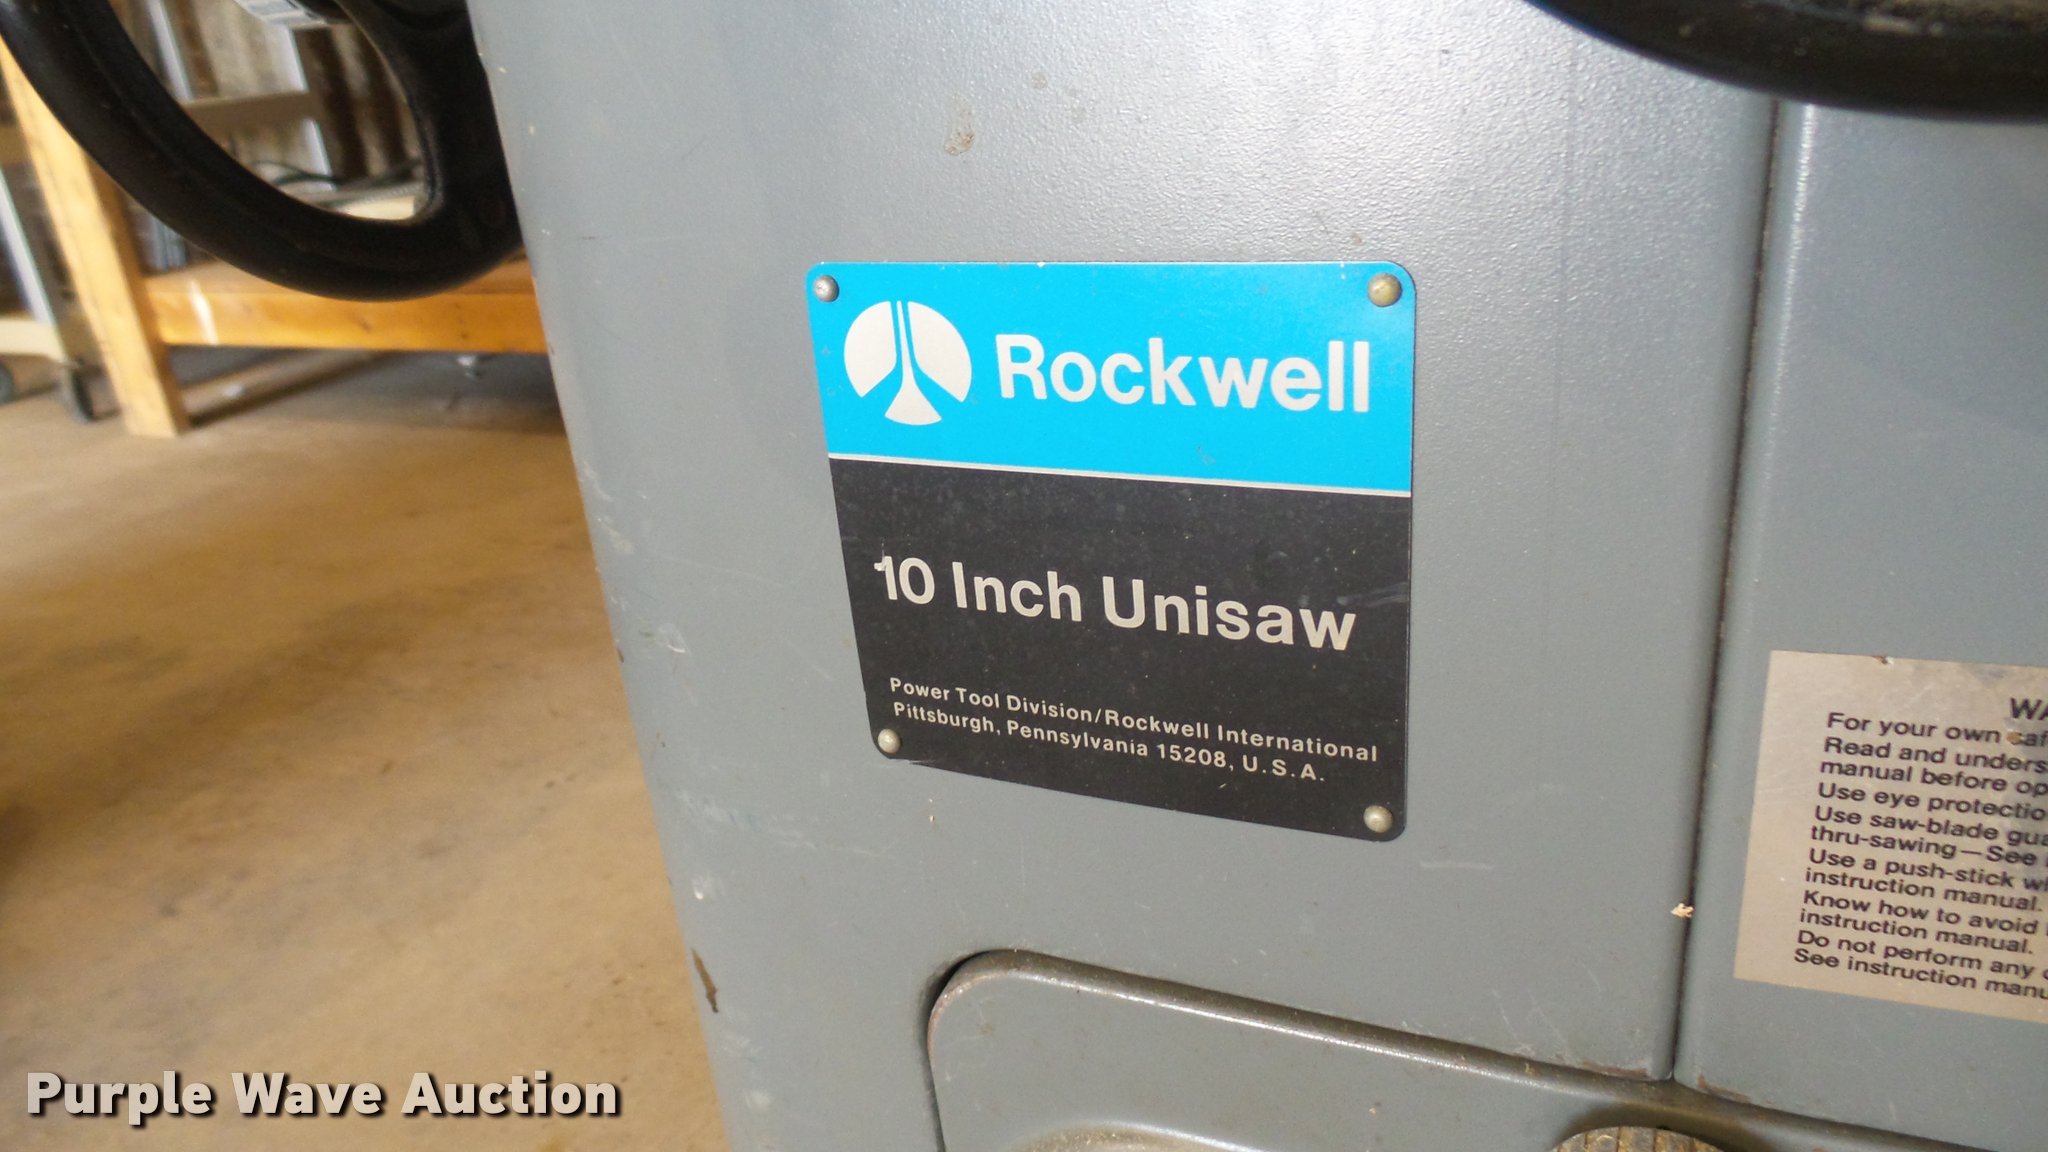 Rockwell
10 Inch Unisaw
Power Tool Division/Rockwell International
Pittsburgh, Pennsylvania 15208, U.S.A.
For your own
Read and
manual before
Use eye
Use saw-blade
thru-sawing—See
Use a push-stick
instruction manual.
Know how to avoid
instruction manual.
Do not perform any
See instruction
Purple Wave Auction